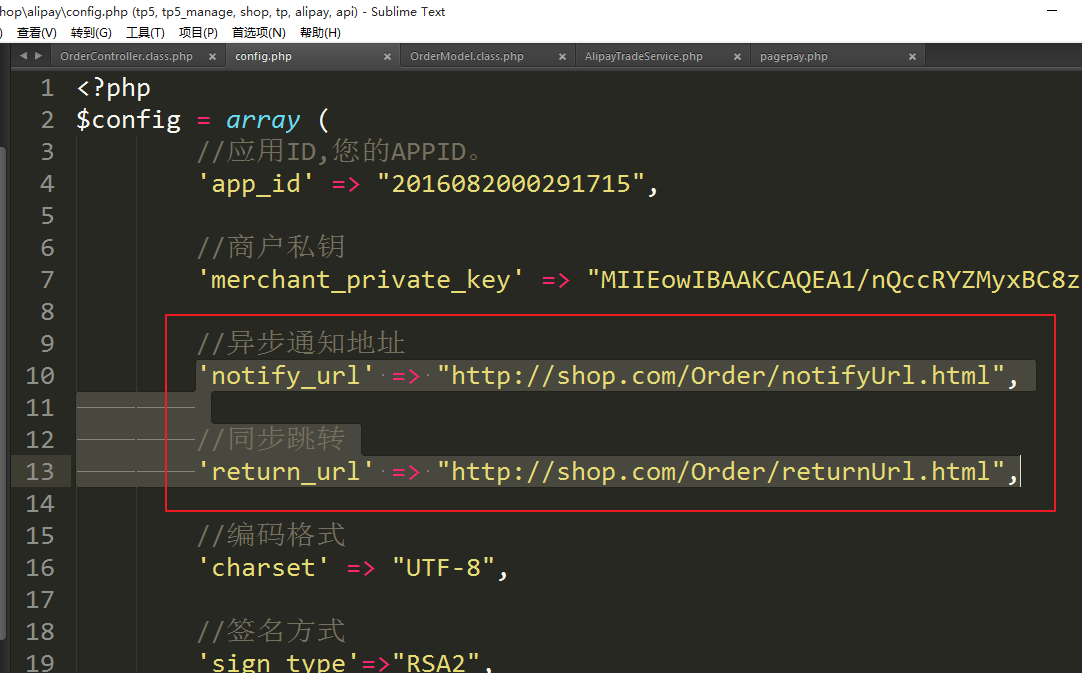 hop\alipay\config.php (tp5, tp5_manage, shop, tp, alipay, api) - Sublime Text
) 查看(V) 转到(G) 工具(T) 项目(P) 首选项(N) 帮助(H)
OrderController.class.php × config.php × OrderModel.class.php × AlipayTradeService.php × pagepay.php ×
1 <?php
2 $config = array (
3 //应用ID,您的APPID。
4 'app_id' => "2016082000291715",
5
6 //商户私钥
7 'merchant_private_key' => "MIIEowIBAAKCAQEA1/nQccRYZMyxBC8z
8
9 //异步通知地址
10 'notify_url' => "http://shop.com/Order/notifyUrl.html",
11
12 //同步跳转
13 'return_url' => "http://shop.com/Order/returnUrl.html",
14
15 //编码格式
16 'charset' => "UTF-8",
17
18 //签名方式
19 'sign_type'=>"RSA2",